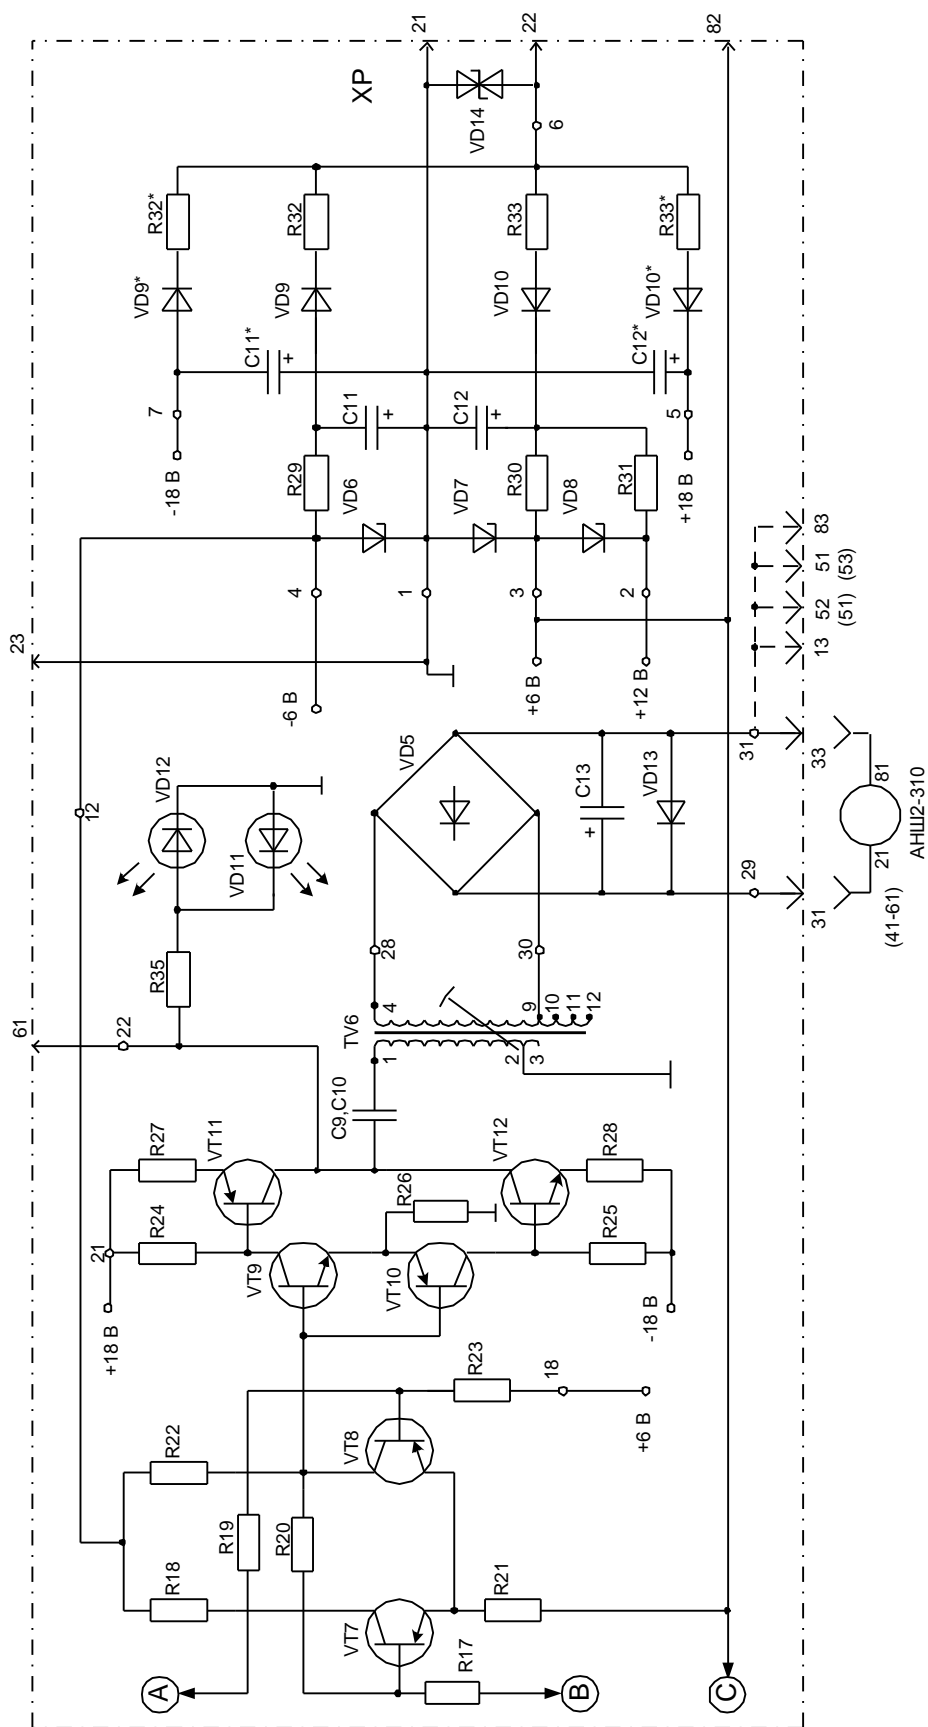 21
22
82
XP
VD14
6
R32*
R32
R33
R33*
VD9*
VD9
VD10
VD10*
C11*
+
C12*
+
7
C11
+
C12
+
5
-18 В
R29
R30
R31
+18 В
VD6
VD7
VD8
83
51
(53)
52
(51)
13
4
1
3
2
23
-6 В
+6 В
+12 В
VD12
VD5
31
33
12
VD11
C13
+
VD13
81
21
АНШ2-310
29
31
(41-61)
R35
28
30
61
22
TV6
4
9
10
11
12
1
2
3
C9,C10
R27
VT11
VT12
R28
R26
R24
R25
21
VT9
VT10
+18 В
-18 В
R23
18
+6 В
R22
VT8
R19
R20
R18
R21
VT7
R17
A
B
C